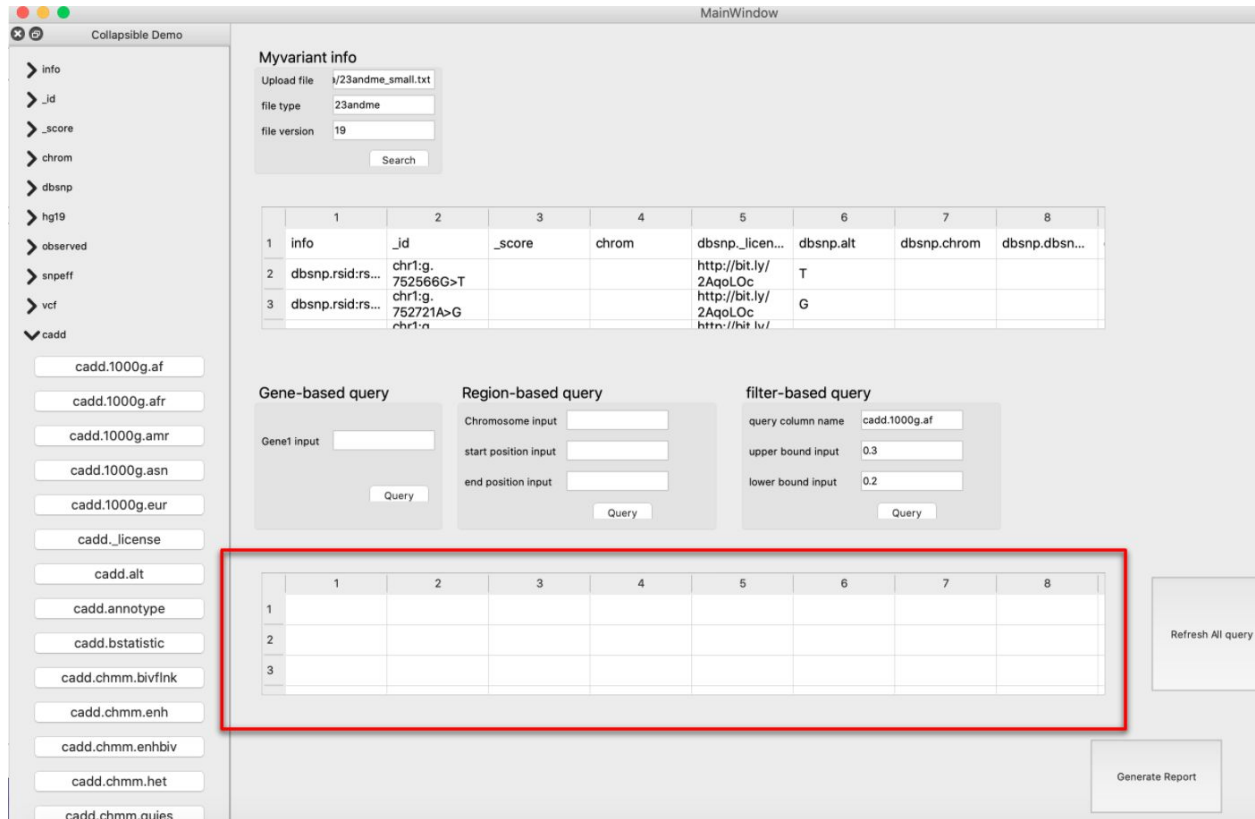 MainWindow
Collapsible Demo
info
_id
_score
chrom
dbsnp
hg19
observed
snpeff
vcf
cadd
cadd.1000g.af
cadd.1000g.afr
cadd.1000g.amr
cadd.1000g.asn
cadd.1000g.eur
cadd._license
cadd.alt
cadd.annotype
cadd.bstatistic
cadd.chmm.bivflnk
cadd.chmm.enh
cadd.chmm.enhbiv
cadd.chmm.het
cadd.chmm.quies
Myvariant info
Upload file /23andme_small.txt
file type 23andme
file version 19
Search
1 2 3 4 5 6 7 8
1 info _id _score chrom dbsnp._licen... dbsnp.alt dbsnp.chrom dbsnp.dbsn...
2 dbsnp.rsid:rs... chr1:g. 752566G>T http://bit.ly/ 2AqoLOc T
3 dbsnp.rsid:rs... chr1:g. 752721A>G http://bit.ly/ 2AqoLOc G
chr1:g. http://bit.ly/
Gene-based query
Gene1 input
Query
Region-based query
Chromosome input
start position input
end position input
Query
filter-based query
query column name cadd.1000g.af
upper bound input 0.3
lower bound input 0.2
Query
1 2 3 4 5 6 7 8
1
2
3
Refresh All query
Generate Report